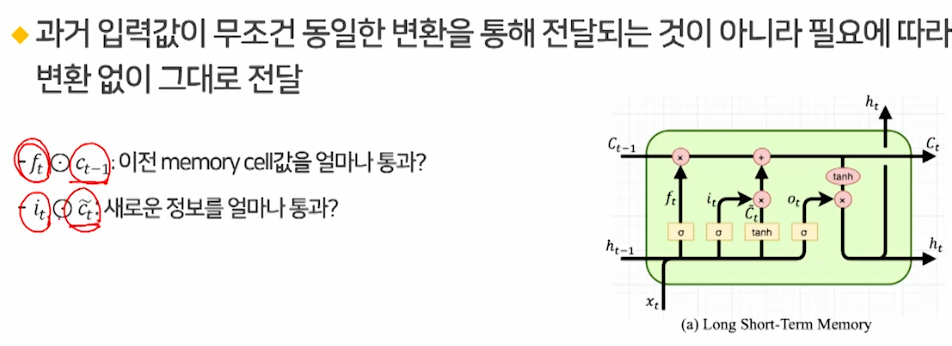 ◆ 과거 입력값이 무조건 동일한 변환을 통해 전달되는 것이 아니라 필요에 따라
변환 없이 그대로 전달
- fₜ ⊙ cₜ₋₁: 이전 memory cell값을 얼마나 통과?
- iₜ ⊙ c̃ₜ: 새로운 정보를 얼마나 통과?
hₜ
Cₜ₋₁ × + Cₜ
tanh
fₜ iₜ × oₜ ×
C̃ₜ
σ σ tanh σ
hₜ₋₁ hₜ
xₜ
(a) Long Short-Term Memory